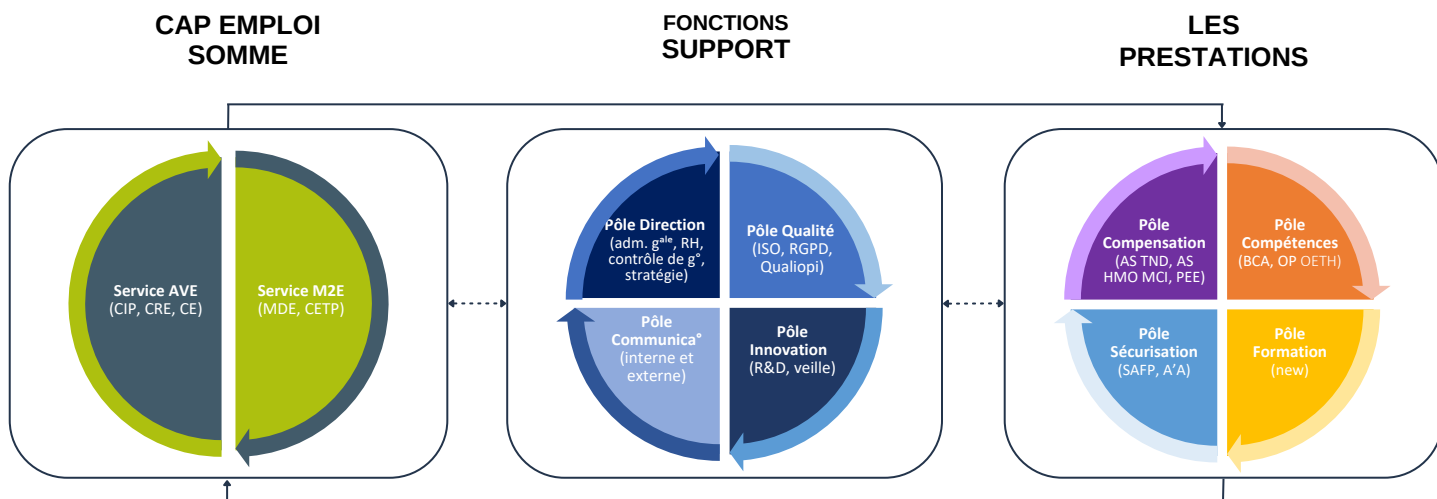 CAP EMPLOI
SOMME
FONCTIONS
SUPPORT
LES
PRESTATIONS
Service AVE
(CIP, CRE, CE)
Service M2E
(MDE, CETP)
Pôle Direction
(adm. gᵃˡᵉ, RH,
contrôle de g°,
stratégie)
Pôle Qualité
(ISO, RGPD,
Qualiopi)
Pôle
Communica°
(interne et
externe)
Pôle
Innovation
(R&D, veille)
Pôle
Compensation
(AS TND, AS
HMO MCI, PEE)
Pôle
Compétences
(BCA, OP OETH)
Pôle
Sécurisation
(SAFP, A’A)
Pôle
Formation
(new)